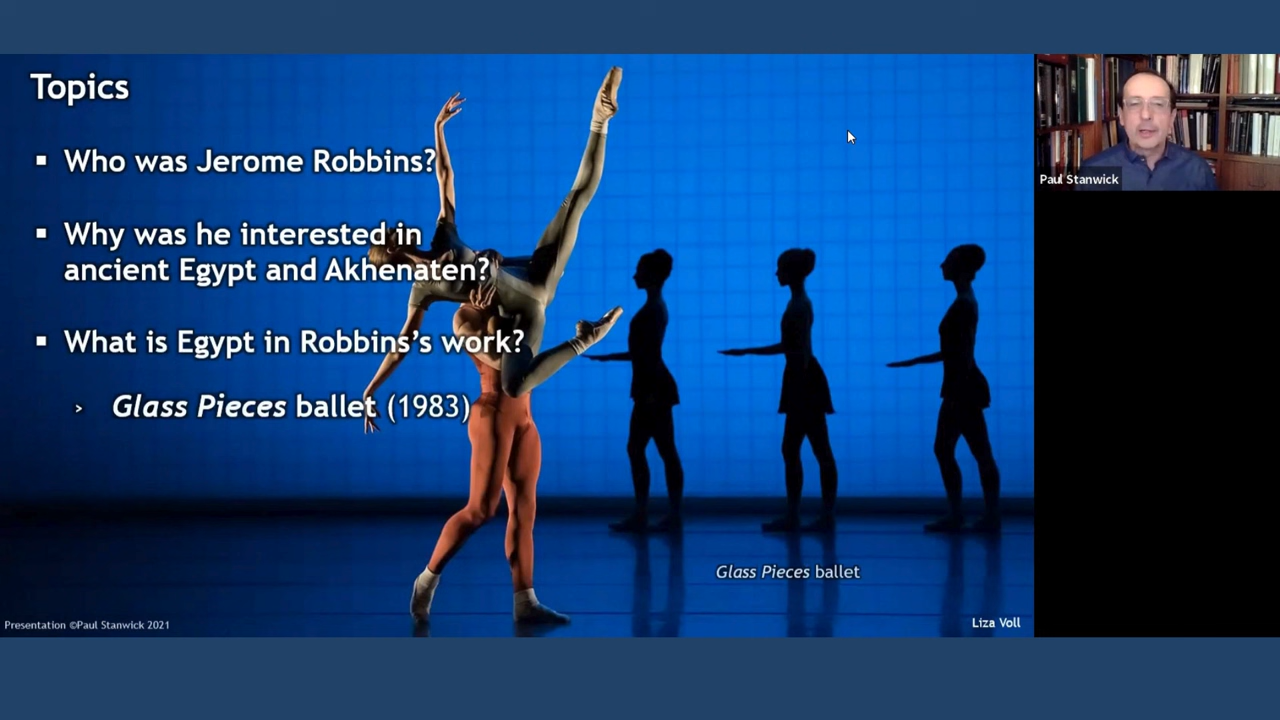 Topics
▪ Who was Jerome Robbins?
▪ Why was he interested in
ancient Egypt and Akhenaten?
▪ What is Egypt in Robbins’s work?
> Glass Pieces ballet (1983)
Glass Pieces ballet
Presentation ©Paul Stanwick 2021
Liza Voll
Paul Stanwick